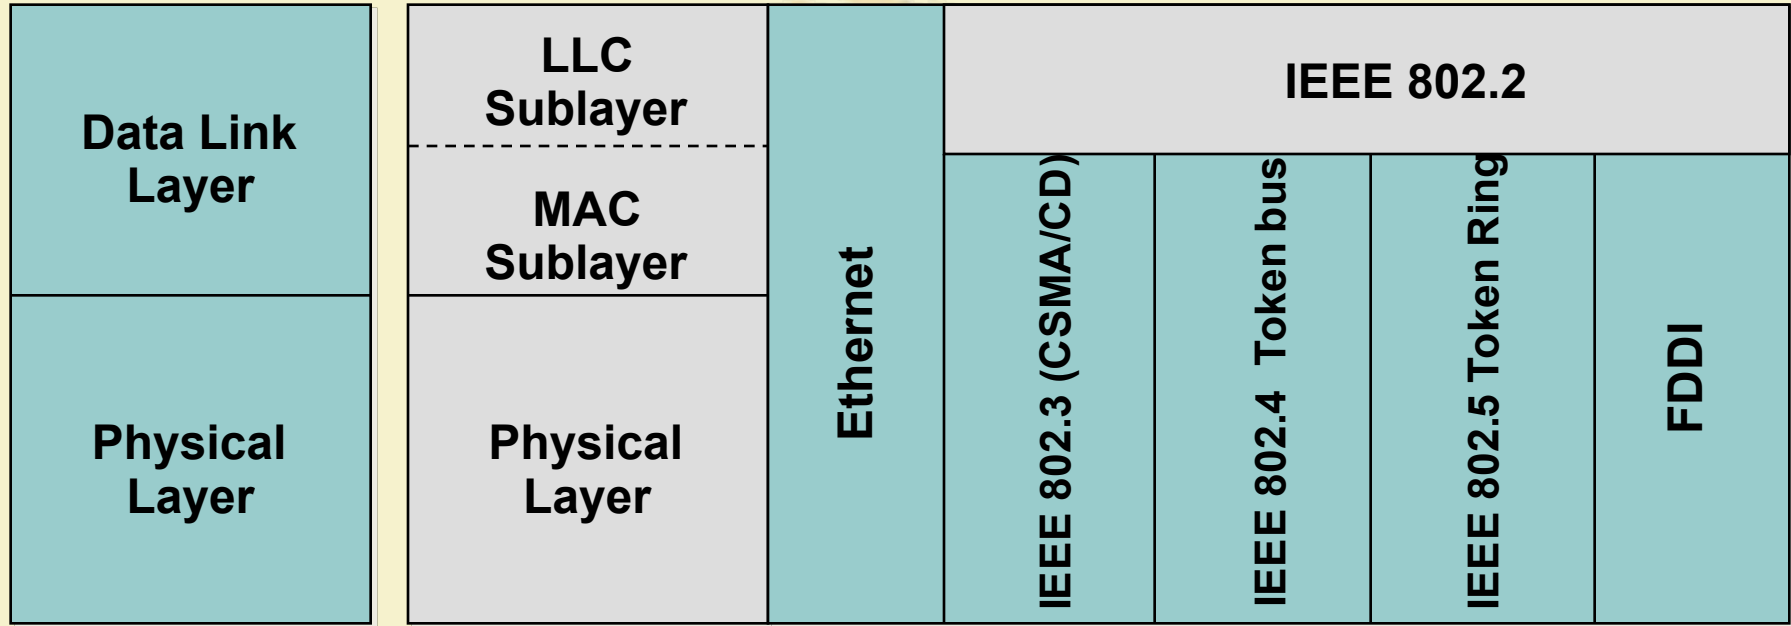 Data Link
Layer
Physical
Layer
LLC
Sublayer
MAC
Sublayer
Physical
Layer
Ethernet
IEEE 802.2
IEEE 802.3 (CSMA/CD)
IEEE 802.4  Token bus
IEEE 802.5 Token Ring
FDDI